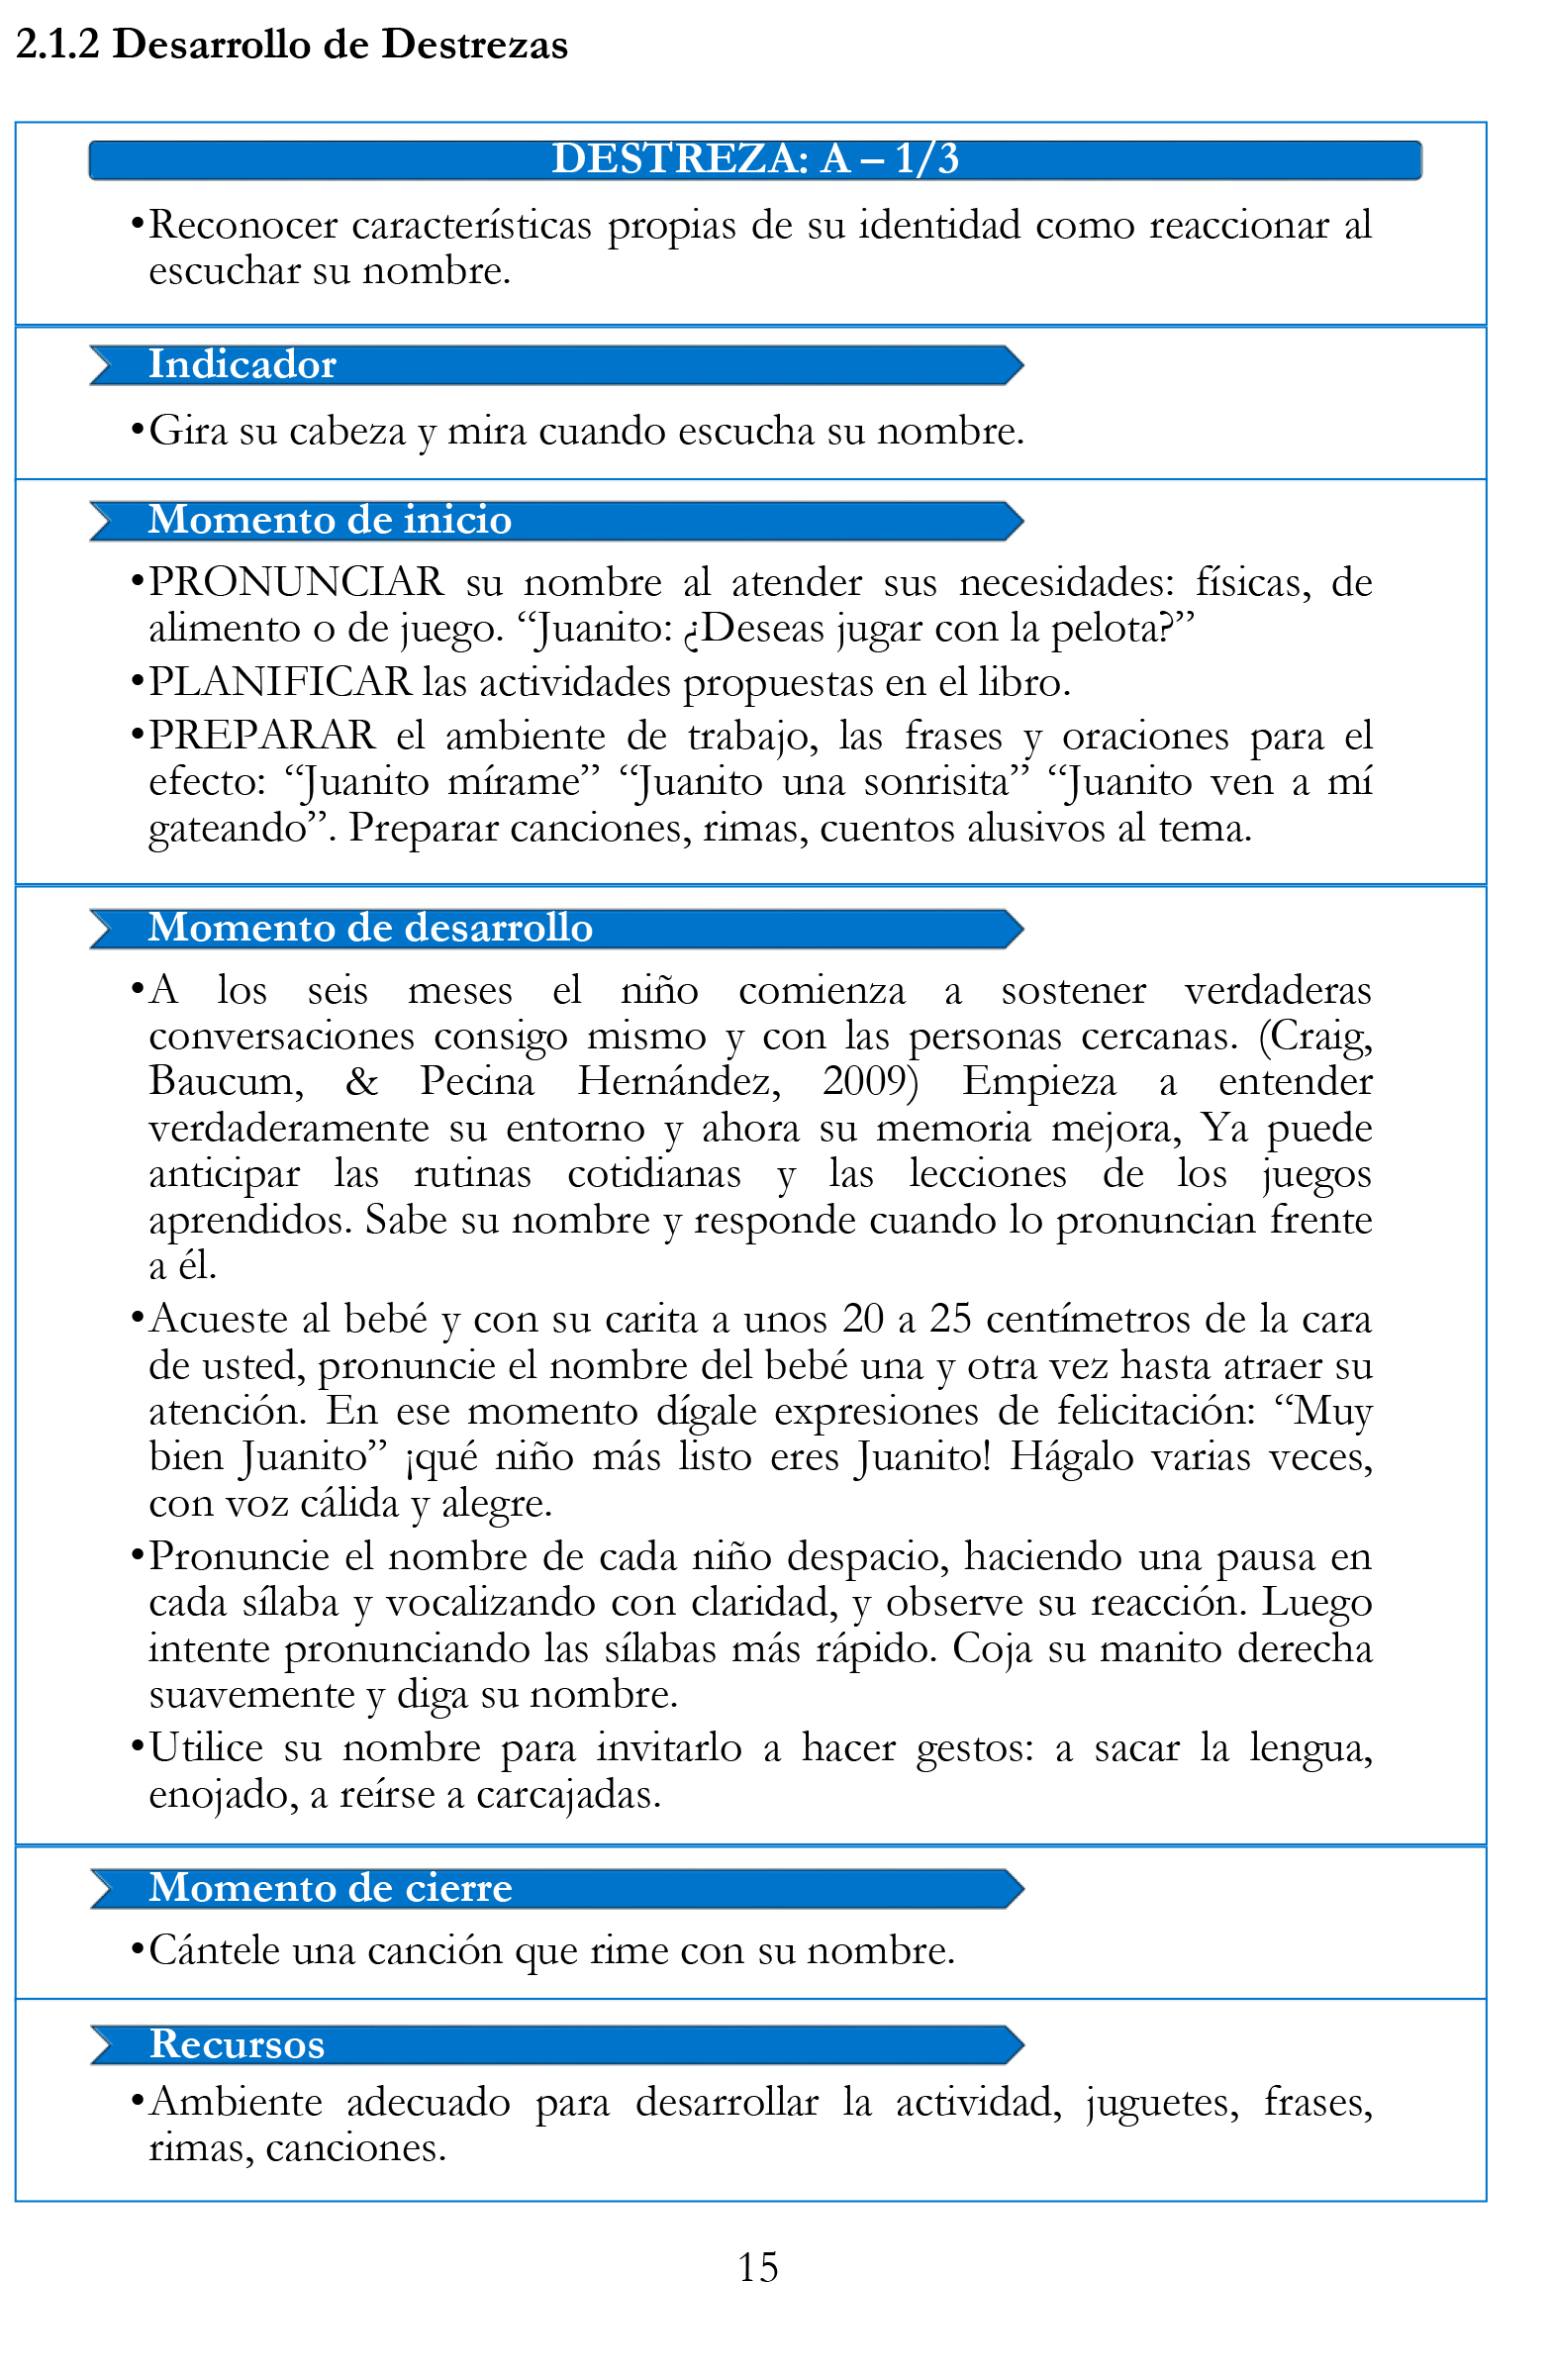 2.1.2 Desarrollo de Destrezas
DESTREZA: A – 1/3
•Reconocer características propias de su identidad como reaccionar al
escuchar su nombre.
Indicador
•Gira su cabeza y mira cuando escucha su nombre.
Momento de inicio
•PRONUNCIAR su nombre al atender sus necesidades: físicas, de
alimento o de juego. “Juanito: ¿Deseas jugar con la pelota?”
•PLANIFICAR las actividades propuestas en el libro.
•PREPARAR el ambiente de trabajo, las frases y oraciones para el
efecto: “Juanito mírame” “Juanito una sonrisita” “Juanito ven a mí
gateando”. Preparar canciones, rimas, cuentos alusivos al tema.
Momento de desarrollo
•A los seis meses el niño comienza a sostener verdaderas
conversaciones consigo mismo y con las personas cercanas. (Craig,
Baucum, & Pecina Hernández, 2009) Empieza a entender
verdaderamente su entorno y ahora su memoria mejora, Ya puede
anticipar las rutinas cotidianas y las lecciones de los juegos
aprendidos. Sabe su nombre y responde cuando lo pronuncian frente
a él.
•Acueste al bebé y con su carita a unos 20 a 25 centímetros de la cara
de usted, pronuncie el nombre del bebé una y otra vez hasta atraer su
atención. En ese momento dígale expresiones de felicitación: “Muy
bien Juanito” ¡qué niño más listo eres Juanito! Hágalo varias veces,
con voz cálida y alegre.
•Pronuncie el nombre de cada niño despacio, haciendo una pausa en
cada sílaba y vocalizando con claridad, y observe su reacción. Luego
intente pronunciando las sílabas más rápido. Coja su manito derecha
suavemente y diga su nombre.
•Utilice su nombre para invitarlo a hacer gestos: a sacar la lengua,
enojado, a reírse a carcajadas.
Momento de cierre
•Cántele una canción que rime con su nombre.
Recursos
•Ambiente adecuado para desarrollar la actividad, juguetes, frases,
rimas, canciones.
15